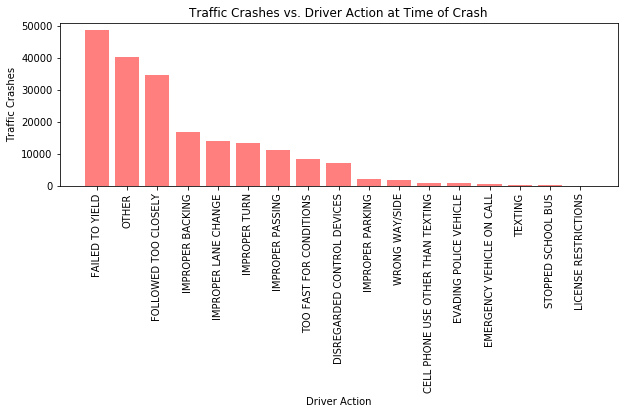 Traffic Crashes vs. Driver Action at Time of Crash
Traffic Crashes
50000
40000
30000
20000
10000
0
FAILED TO YIELD
OTHER
FOLLOWED TOO CLOSELY
IMPROPER BACKING
IMPROPER LANE CHANGE
IMPROPER TURN
IMPROPER PASSING
TOO FAST FOR CONDITIONS
DISREGARDED CONTROL DEVICES
IMPROPER PARKING
WRONG WAY/SIDE
CELL PHONE USE OTHER THAN TEXTING
EVADING POLICE VEHICLE
EMERGENCY VEHICLE ON CALL
TEXTING
STOPPED SCHOOL BUS
LICENSE RESTRICTIONS
Driver Action